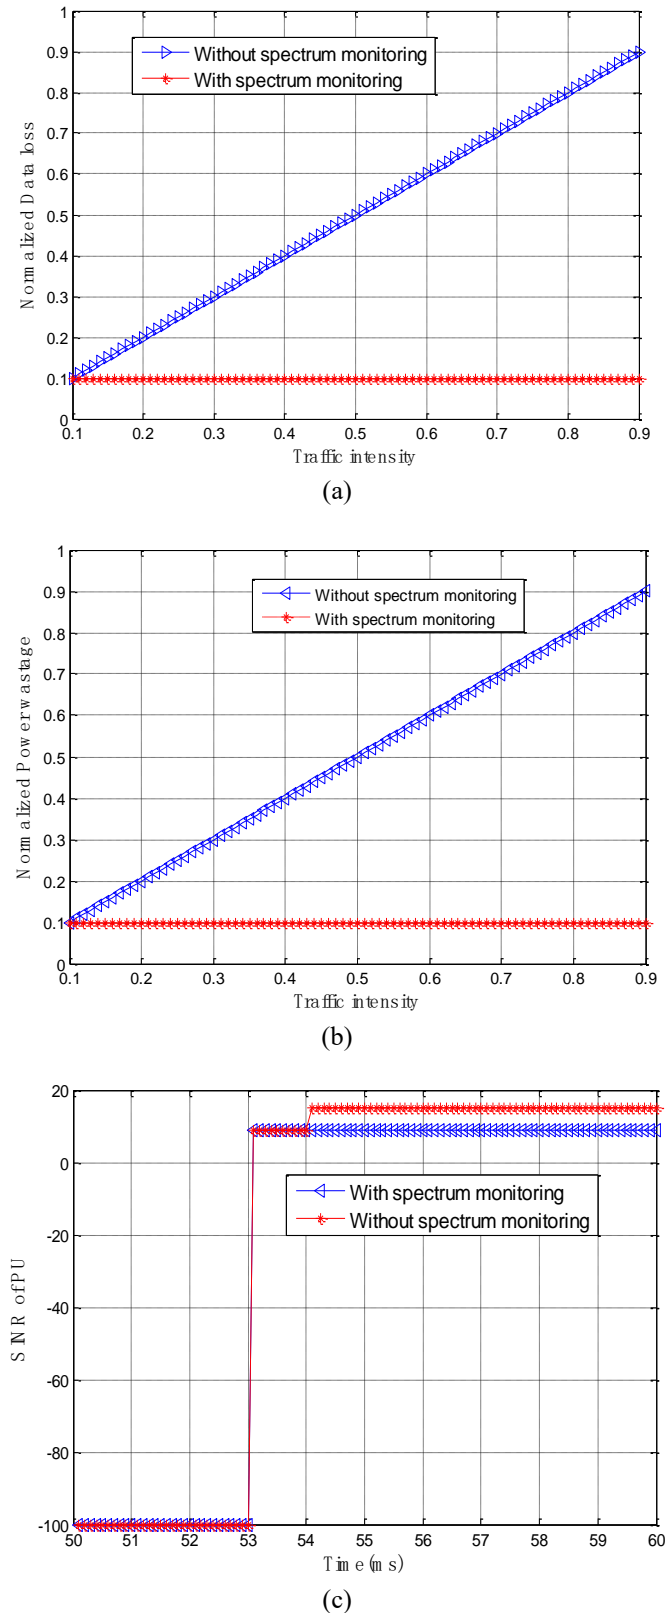 1
0.9
Without spectrum monitoring
With spectrum monitoring
0.8
0.7
0.6
0.5
0.4
0.3
0.2
0.1
0
Normalized Data loss
0.1 0.2 0.3 0.4 0.5 0.6 0.7 0.8 0.9
Traffic intensity
(a)
1
0.9
Without spectrum monitoring
With spectrum monitoring
0.8
0.7
0.6
0.5
0.4
0.3
0.2
0.1
0
Normalized Power wastage
0.1 0.2 0.3 0.4 0.5 0.6 0.7 0.8 0.9
Traffic intensity
(b)
20
0
With spectrum monitoring
Without spectrum monitoring
-20
-40
-60
-80
-100
SINR of PU
50 51 52 53 54 55 56 57 58 59 60
Time (ms)
(c)